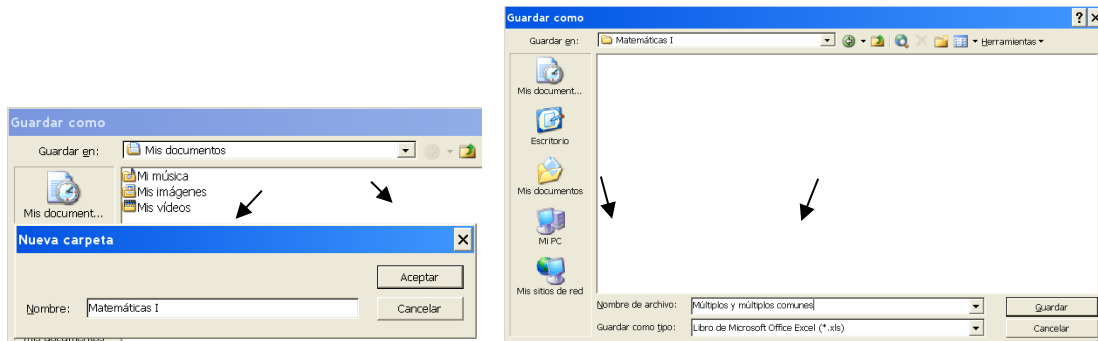 Guardar como
Guardar en: Mis documentos
Mi música
Mis imágenes
Mis vídeos
Mis document...
Nueva carpeta
Aceptar
Nombre: Matemáticas I
Cancelar
Mis documentos
Guardar como
Guardar en: Matemáticas I
Herramientas
Mis document...
Escritorio
Mis documentos
Mi PC
Mis sitios de red
Nombre de archivo: Múltiplos y múltiplos comunes
Guardar
Guardar como tipo: Libro de Microsoft Office Excel (*.xls)
Cancelar